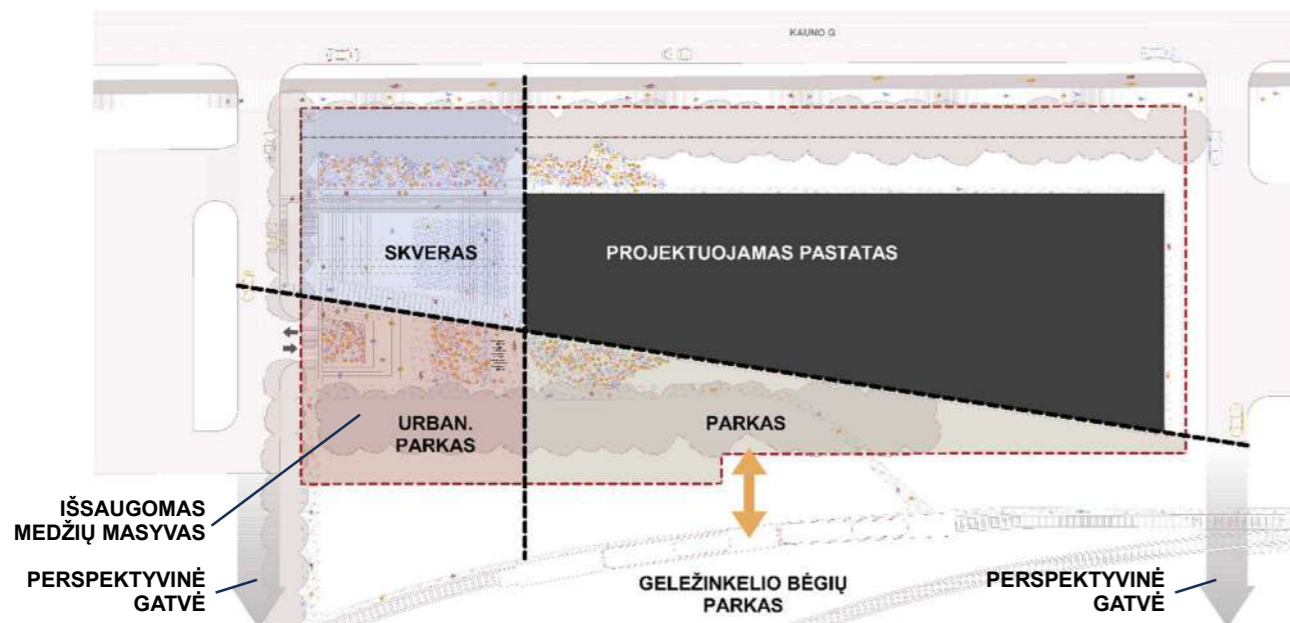 KAUNO G
SKVERAS
PROJEKTUOJAMAS PASTATAS
URBAN.
PARKAS
PARKAS
IŠSAUGOMAS
MEDŽIŲ MASYVAS
PERSPEKTYVINĖ
GATVĖ
GELEŽINKELIO BĖGIŲ
PARKAS
PERSPEKTYVINĖ
GATVĖ